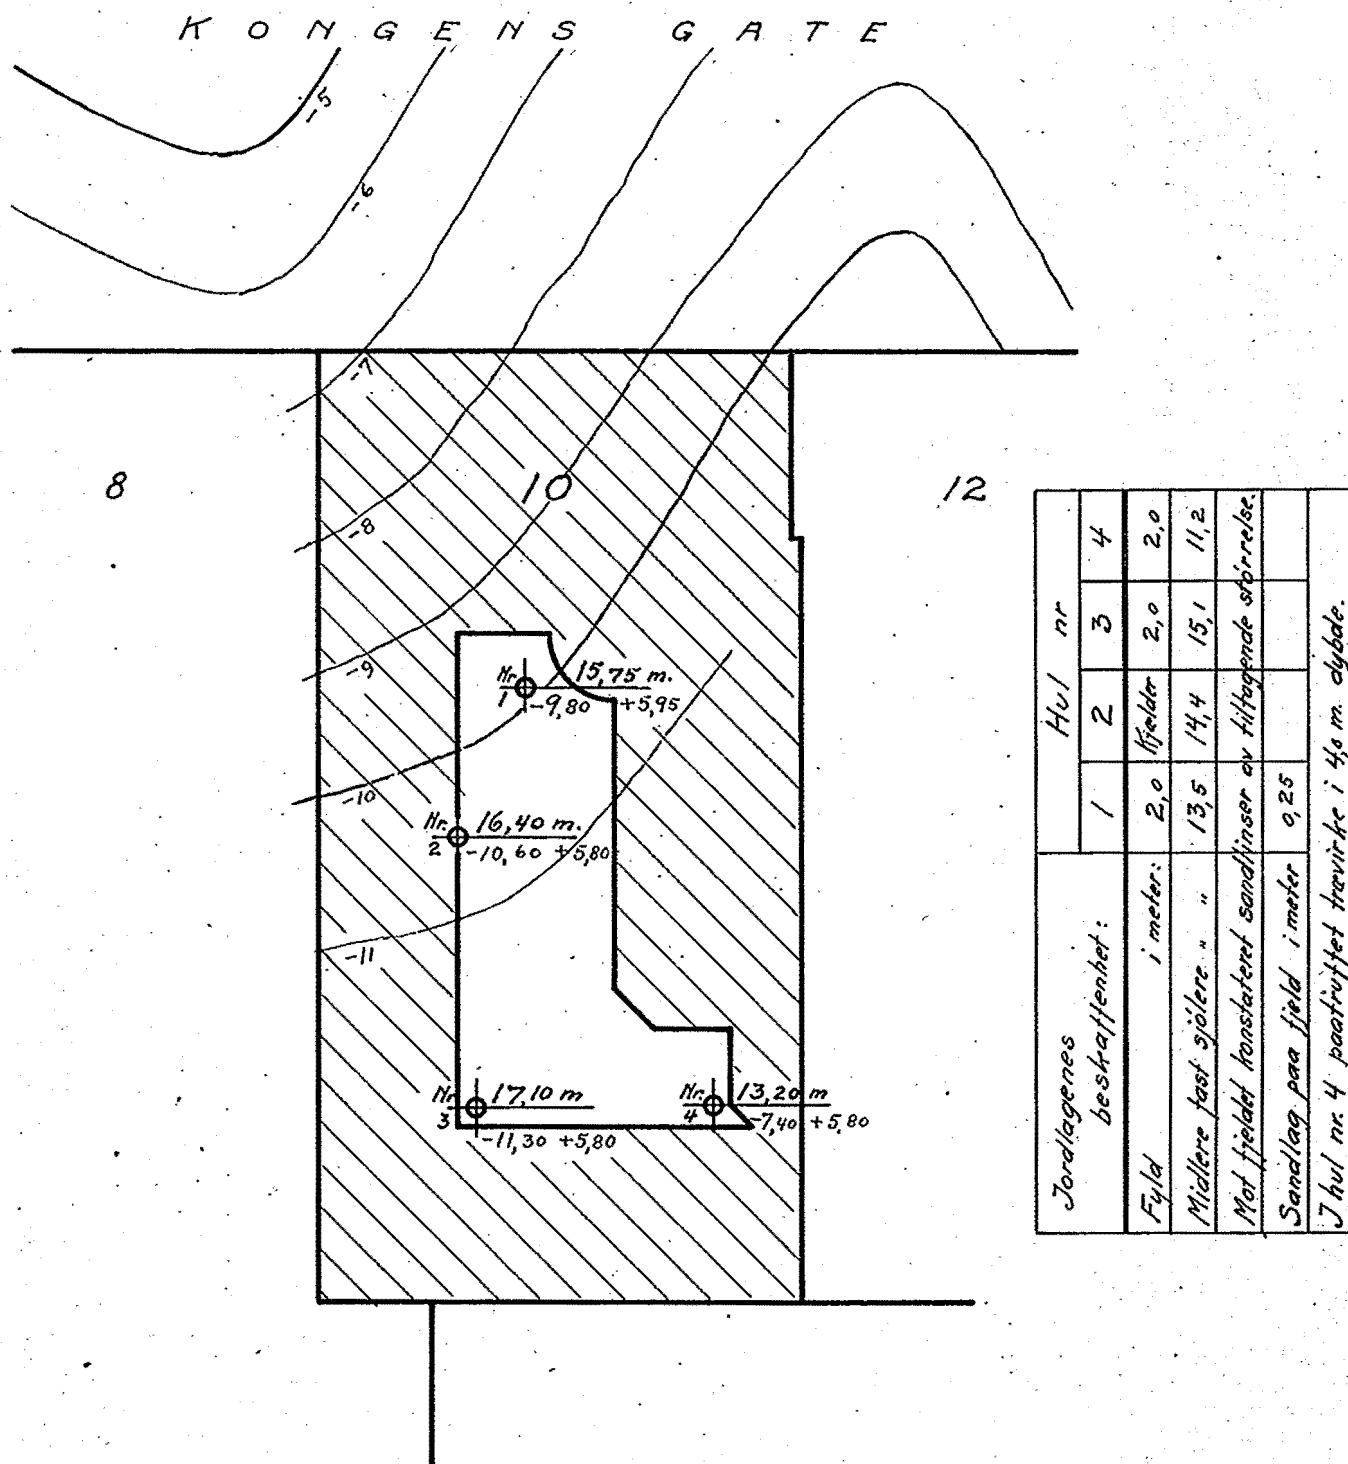 KONGENS GATE
-5
-6
-7
8
10
12
-8
-9
Nr. 1 15,75 m.
-9,80 +5,95
-10
Nr. 2 16,40 m.
-10,60 +5,80
-11
Nr. 3 17,10 m
-11,30 +5,80
Nr. 4 13,20 m
-7,40 +5,80
Jordlagenes beskaffenhet: Hul nr
1 2 3 4
Fyld i meter: 2,0 Kjelder 2,0 2,0
Midlere fast sjölere " " 13,5 14,4 15,1 11,2
Mot fjeldet konstateret sandlinser av tiltagende störrelse.
Sandlag paa fjeld i meter 0,25
I hul nr. 4 paatruffet trævirke i 4,0 m. dybde.